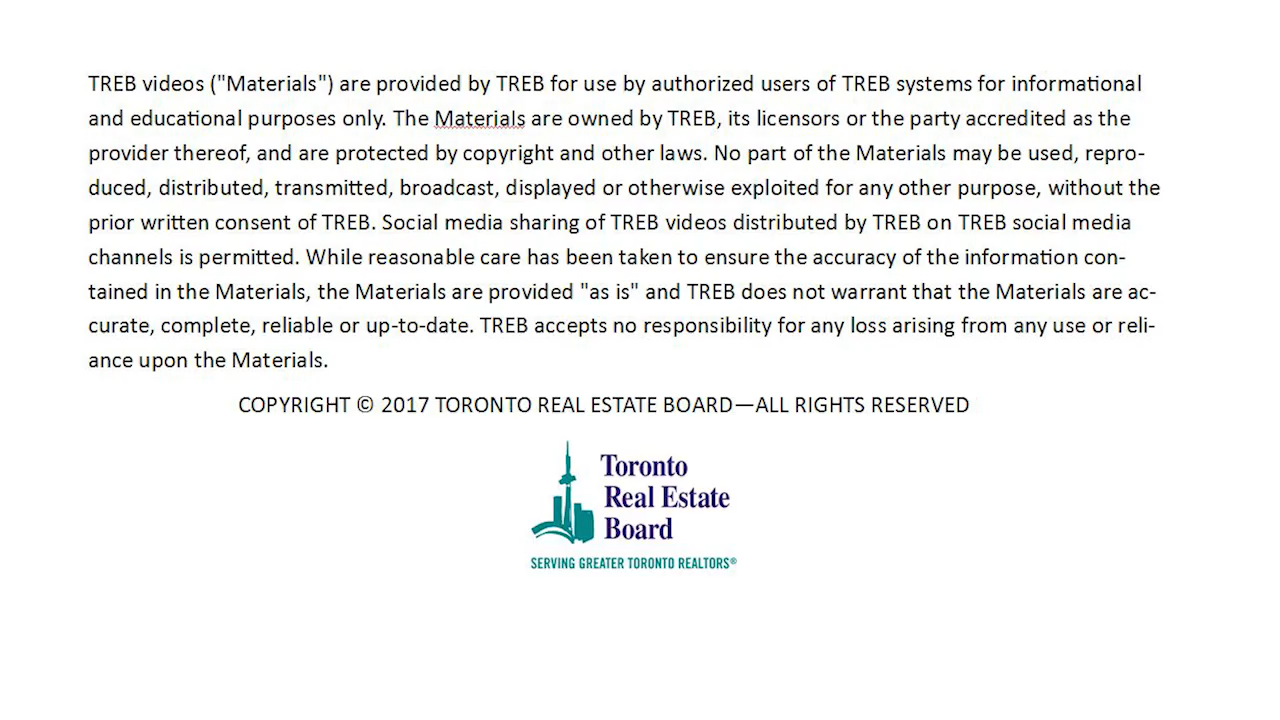 TREB videos ("Materials") are provided by TREB for use by authorized users of TREB systems for informational
and educational purposes only. The Materials are owned by TREB, its licensors or the party accredited as the
provider thereof, and are protected by copyright and other laws. No part of the Materials may be used, repro-
duced, distributed, transmitted, broadcast, displayed or otherwise exploited for any other purpose, without the
prior written consent of TREB. Social media sharing of TREB videos distributed by TREB on TREB social media
channels is permitted. While reasonable care has been taken to ensure the accuracy of the information con-
tained in the Materials, the Materials are provided "as is" and TREB does not warrant that the Materials are ac-
curate, complete, reliable or up-to-date. TREB accepts no responsibility for any loss arising from any use or reli-
ance upon the Materials.
COPYRIGHT © 2017 TORONTO REAL ESTATE BOARD—ALL RIGHTS RESERVED
Toronto
Real Estate
Board
SERVING GREATER TORONTO REALTORS®